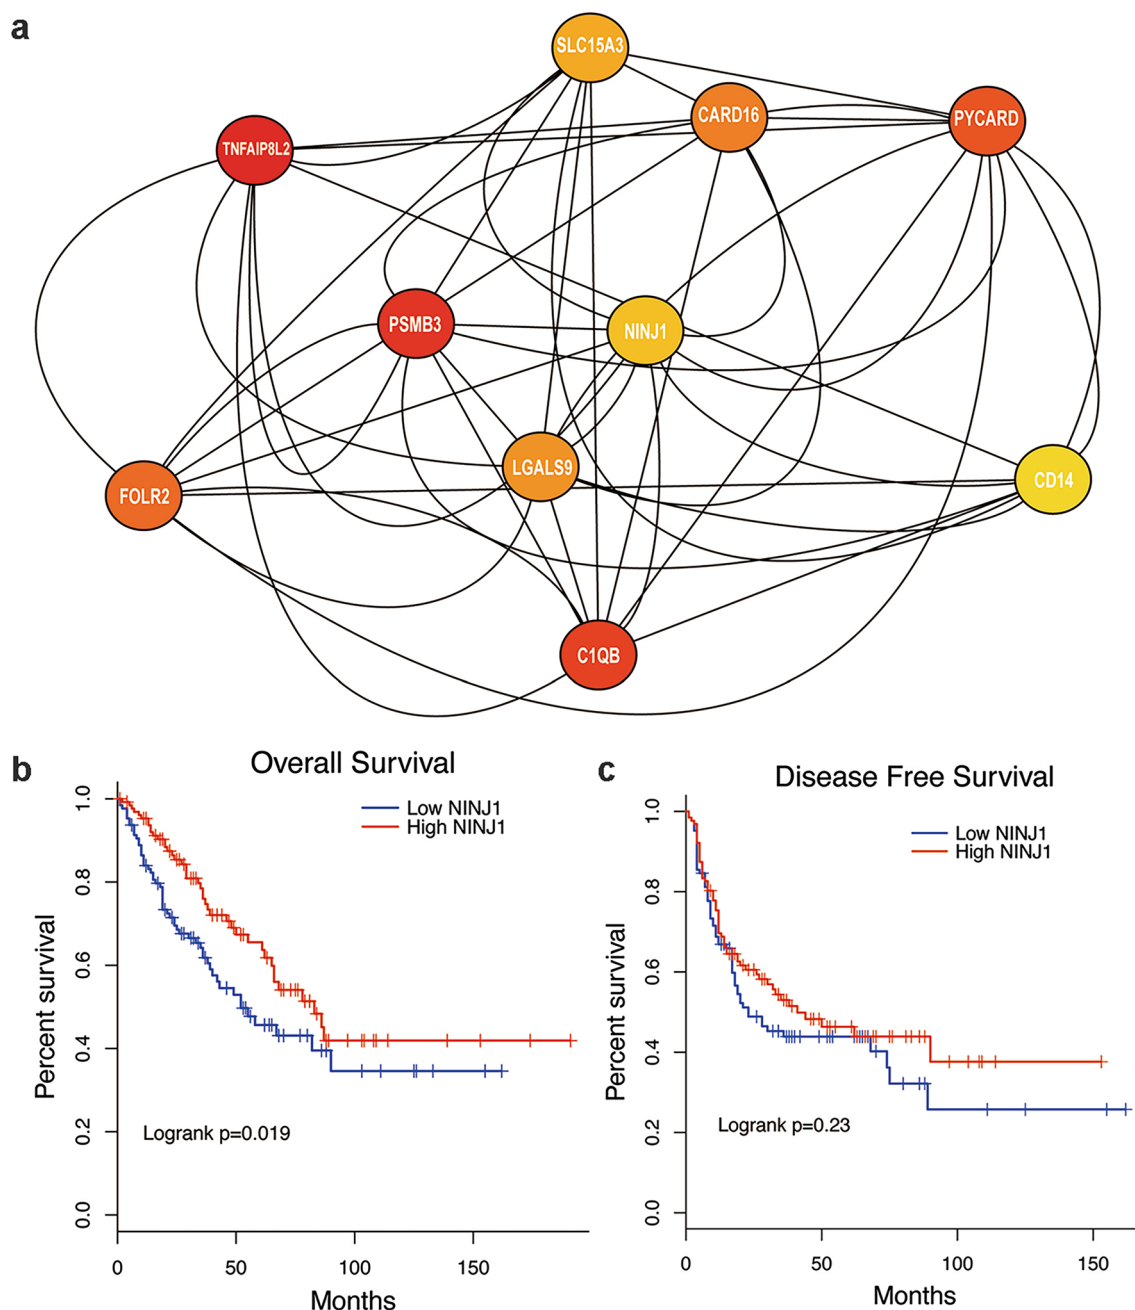 a
SLC15A3
CARD16
PYCARD
TNFAIP8L2
PSMB3
NINJ1
LGALS9
CD14
FOLR2
C1QB
b
Overall Survival
Low NINJ1
High NINJ1
Percent survival
1.0
0.8
0.6
0.4
0.2
0.0
Logrank p=0.019
0 50 100 150
Months
c
Disease Free Survival
Low NINJ1
High NINJ1
Percent survival
1.0
0.8
0.6
0.4
0.2
0.0
Logrank p=0.23
0 50 100 150
Months